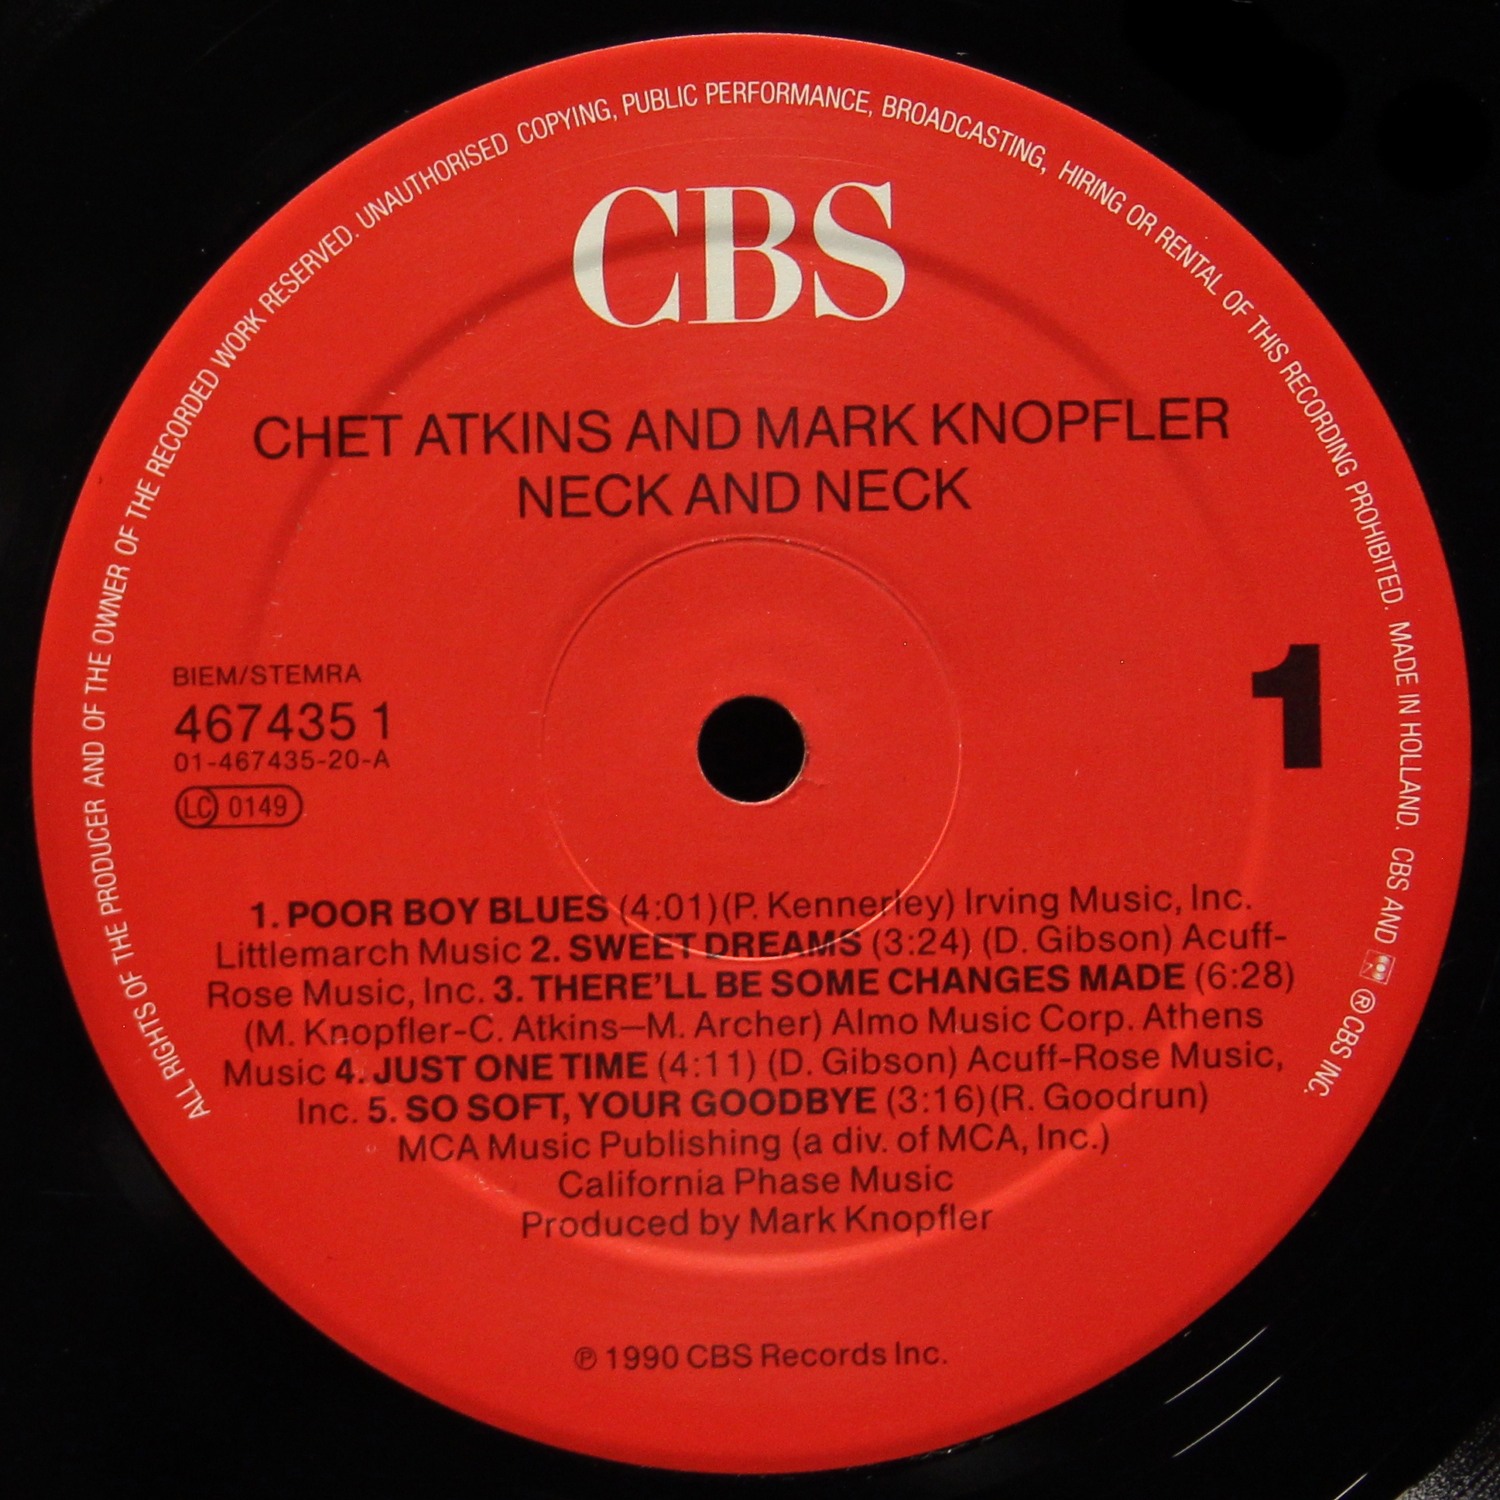 ALL RIGHTS OF THE PRODUCER AND OF THE OWNER OF THE RECORDED WORK RESERVED. UNAUTHORISED COPYING, PUBLIC PERFORMANCE, BROADCASTING, HIRING OR RENTAL OF THIS RECORDING PROHIBITED. MADE IN HOLLAND. CBS AND ® CBS INC.
CBS
CHET ATKINS AND MARK KNOPFLER
NECK AND NECK
BIEM/STEMRA
467435 1
01-467435-20-A
LC 0149
1
1. POOR BOY BLUES (4:01) (P. Kennerley) Irving Music, Inc.
Littlemarch Music 2. SWEET DREAMS (3:24) (D. Gibson) Acuff-
Rose Music, Inc. 3. THERE'LL BE SOME CHANGES MADE (6:28)
(M. Knopfler-C. Atkins—M. Archer) Almo Music Corp. Athens
Music 4. JUST ONE TIME (4:11) (D. Gibson) Acuff-Rose Music,
Inc. 5. SO SOFT, YOUR GOODBYE (3:16) (R. Goodrun)
MCA Music Publishing (a div. of MCA, Inc.)
California Phase Music
Produced by Mark Knopfler
℗ 1990 CBS Records Inc.